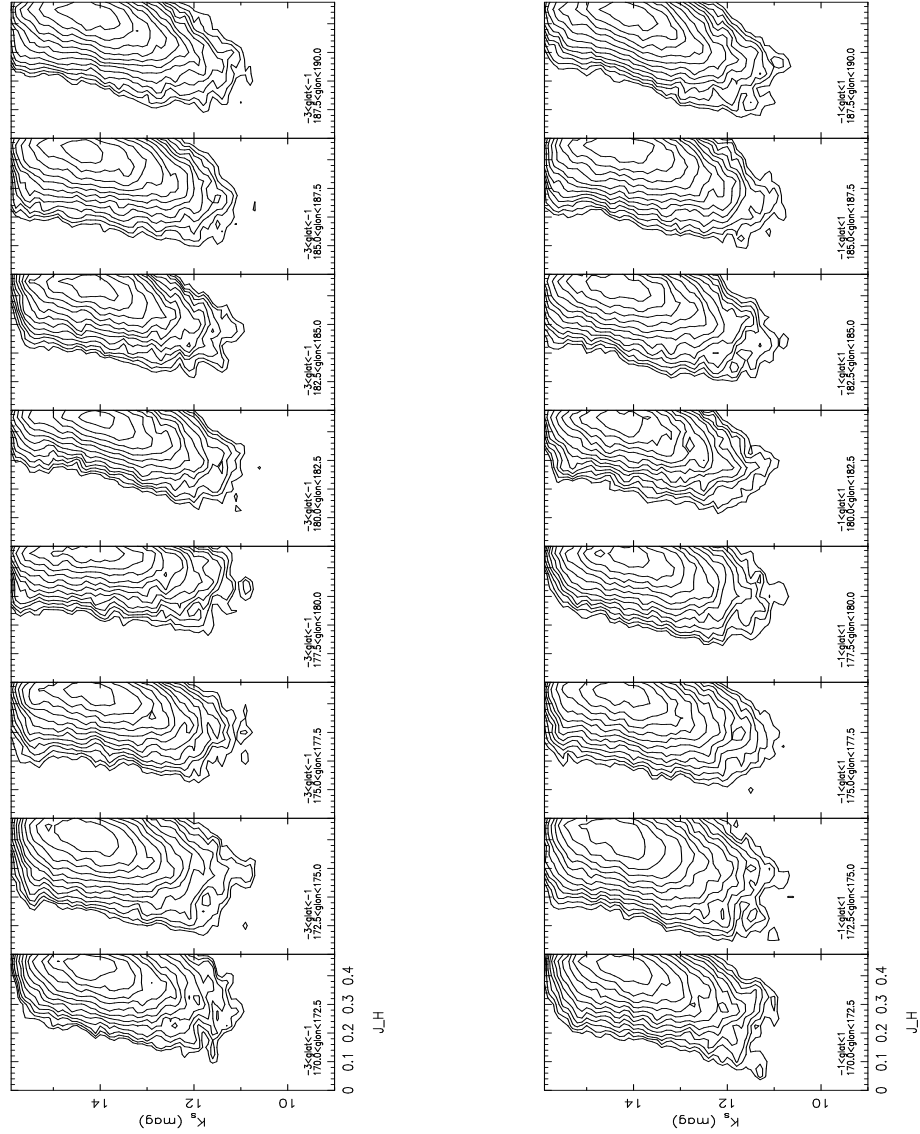 -3<glat<-1
187.5<glon<190.0
-3<glat<-1
185.0<glon<187.5
-3<glat<-1
182.5<glon<185.0
-3<glat<-1
180.0<glon<182.5
-3<glat<-1
177.5<glon<180.0
-3<glat<-1
175.0<glon<177.5
-3<glat<-1
172.5<glon<175.0
-3<glat<-1
170.0<glon<172.5
0 0.1 0.2 0.3 0.4
J_H
14 12 10
K_s (mag)
-1<glat<1
187.5<glon<190.0
-1<glat<1
185.0<glon<187.5
-1<glat<1
182.5<glon<185.0
-1<glat<1
180.0<glon<182.5
-1<glat<1
177.5<glon<180.0
-1<glat<1
175.0<glon<177.5
-1<glat<1
172.5<glon<175.0
-1<glat<1
170.0<glon<172.5
0 0.1 0.2 0.3 0.4
J_H
14 12 10
K_s (mag)